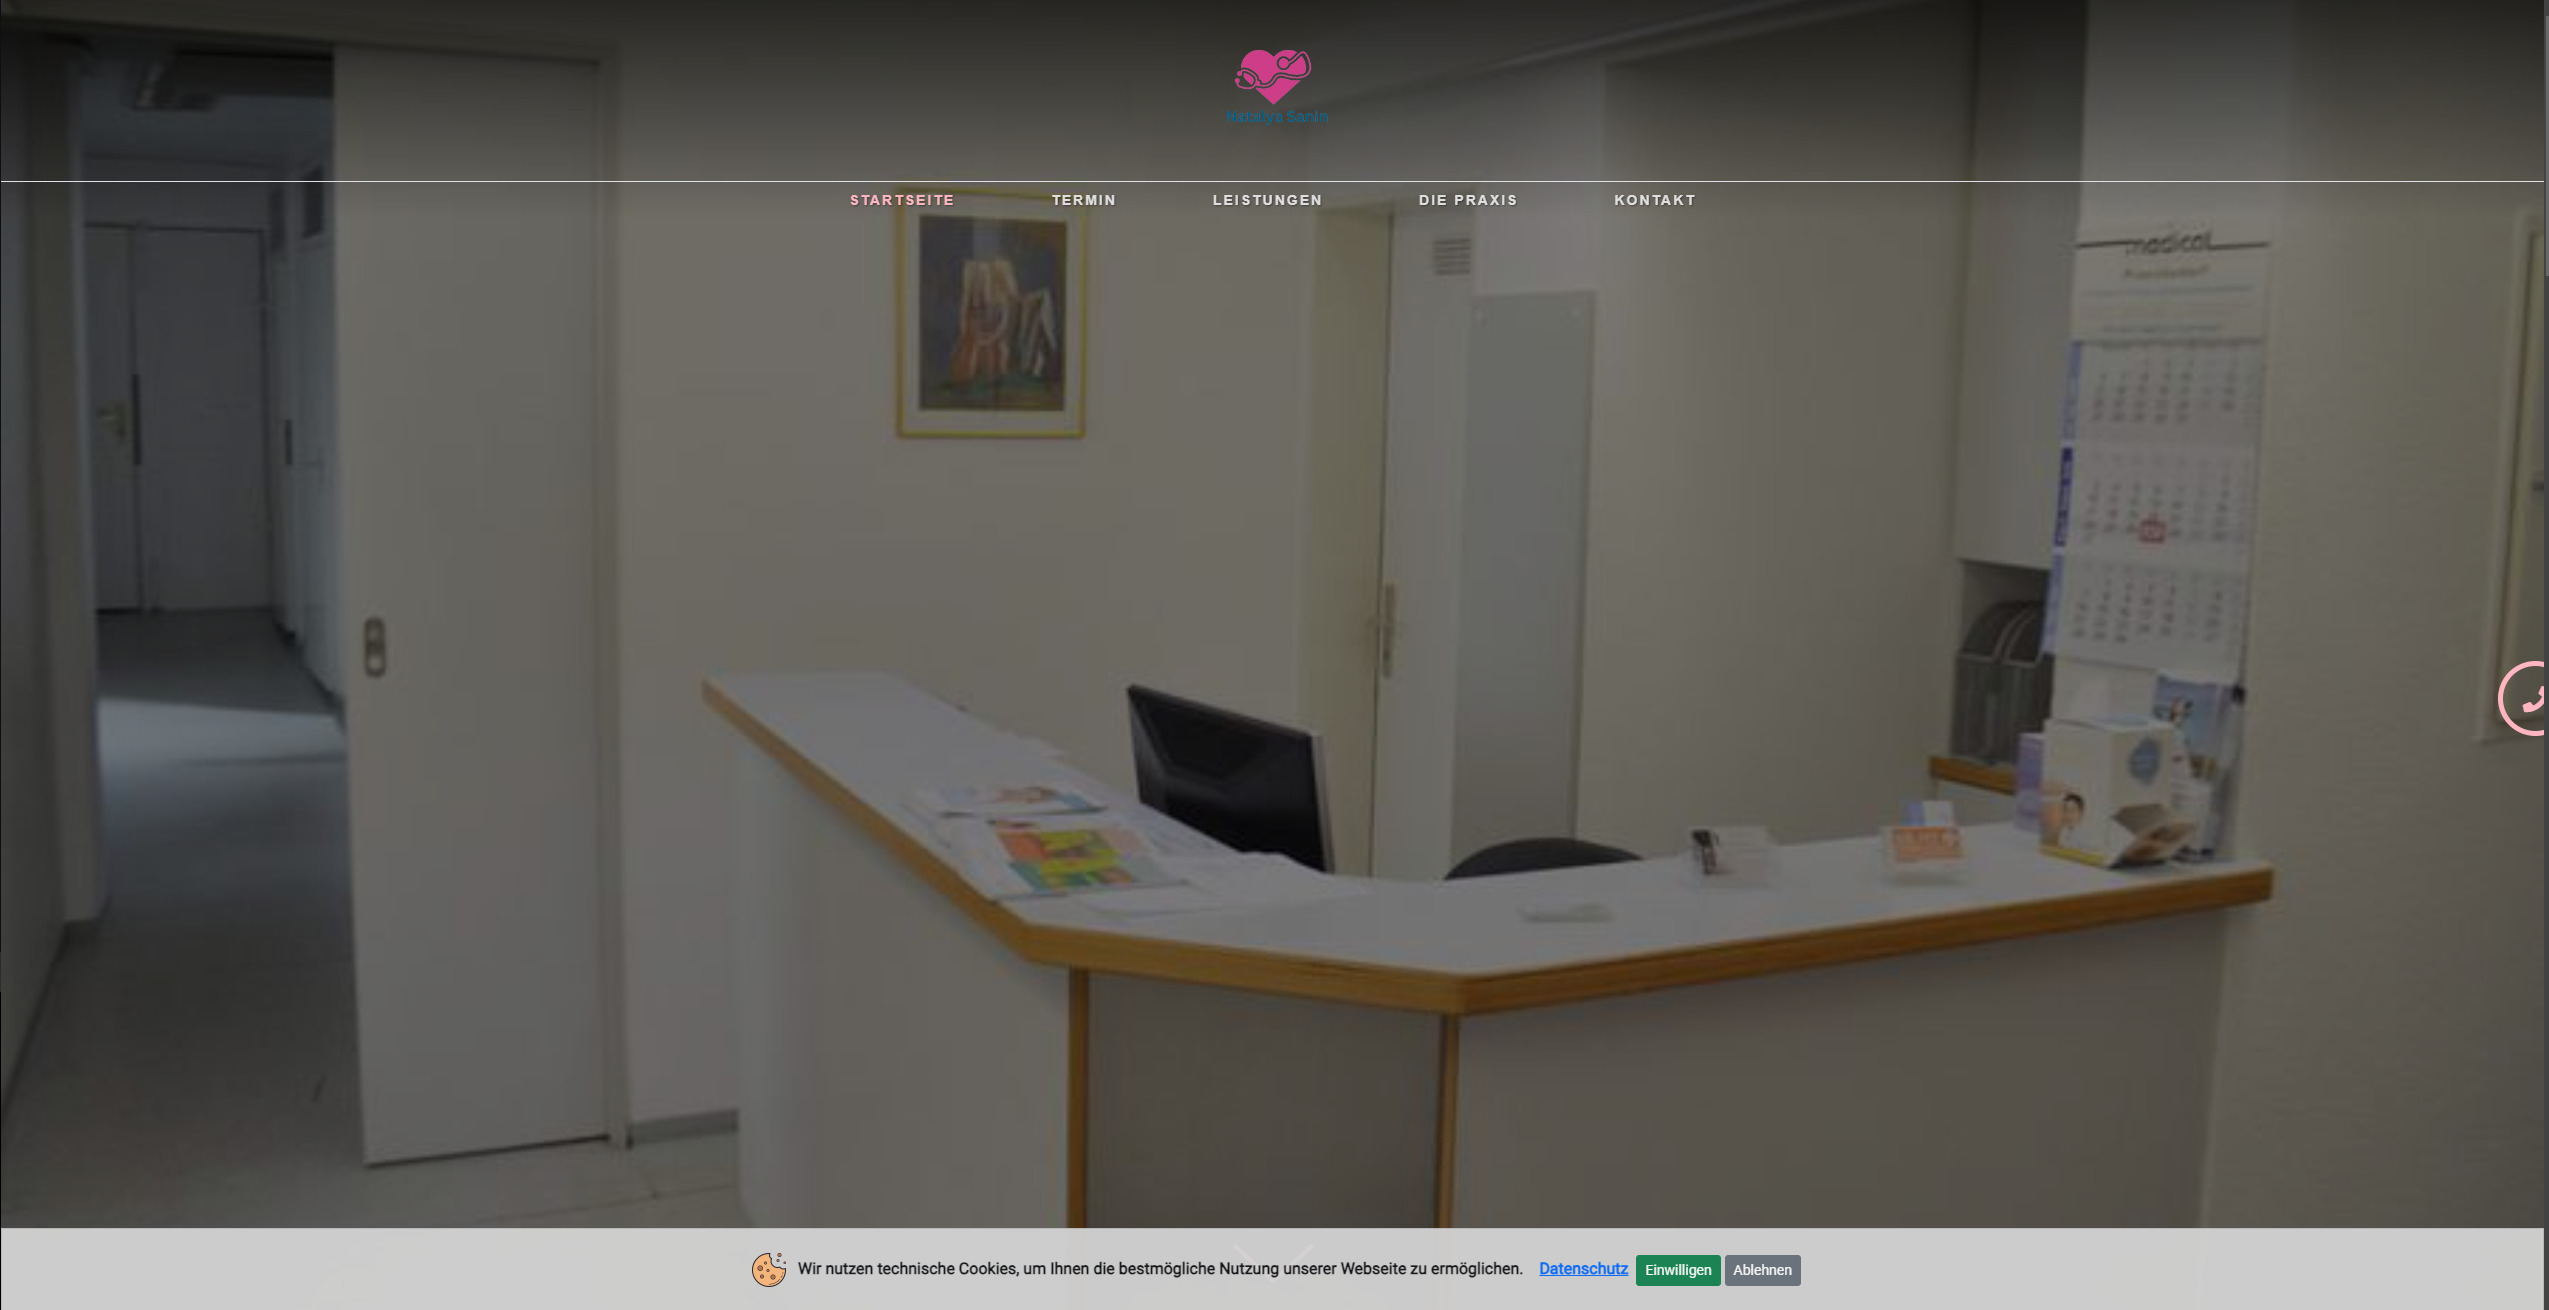 Nataliya Sanin
STARTSEITE
TERMIN
LEISTUNGEN
DIE PRAXIS
KONTAKT
medical
Wir nutzen technische Cookies, um Ihnen die bestmögliche Nutzung unserer Webseite zu ermöglichen. Datenschutz Einwilligen Ablehnen